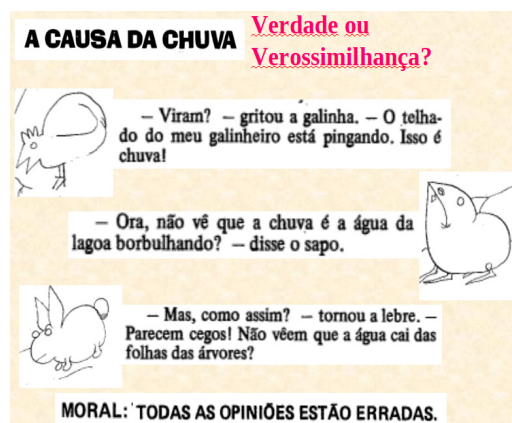 A CAUSA DA CHUVA
Verdade ou
Verossimilhança?
— Viram? — gritou a galinha. — O telha-
do do meu galinheiro está pingando. Isso é
chuva!
— Ora, não vê que a chuva é a água da
lagoa borbulhando? — disse o sapo.
— Mas, como assim? — tornou a lebre. —
Parecem cegos! Não vêem que a água cai das
folhas das árvores?
MORAL: TODAS AS OPINIÕES ESTÃO ERRADAS.